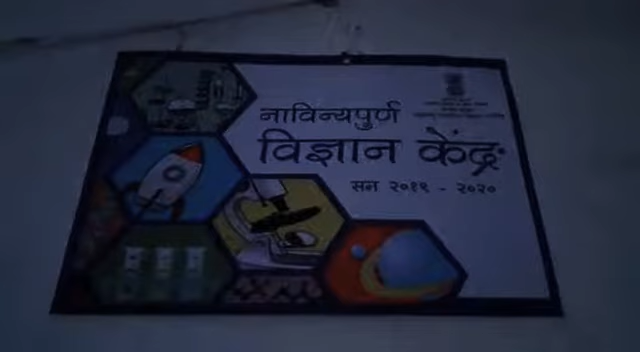 नाविन्यपुर्ण
विज्ञान केंद्र
सन २०१९ - २०२०